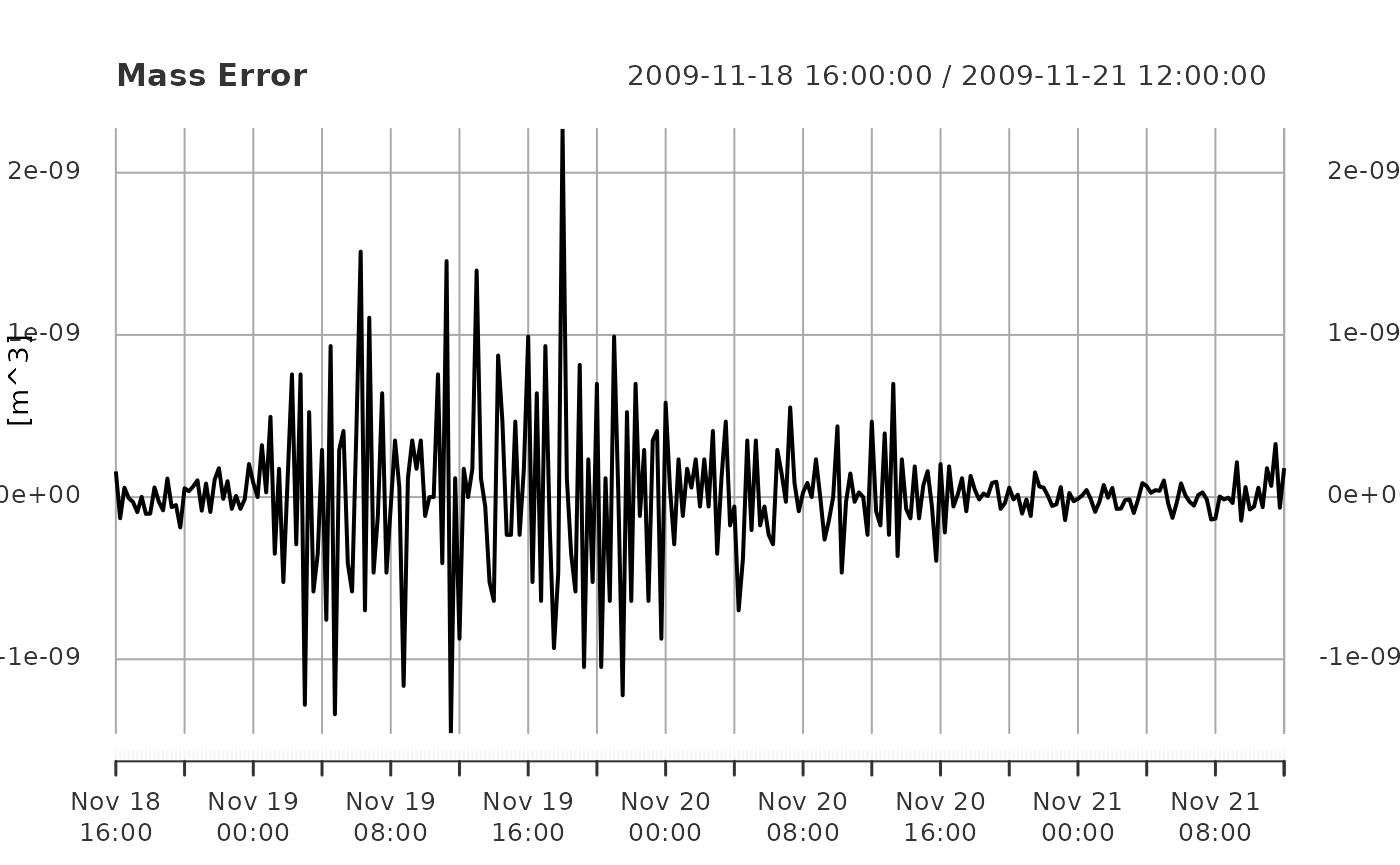 Mass Error 2009-11-18 16:00:00 / 2009-11-21 12:00:00
2e-09 2e-09
1e-09 1e-09
[m^3]
0e+00 0e+0
-1e-09 -1e-09
Nov 18 Nov 19 Nov 19 Nov 19 Nov 20 Nov 20 Nov 20 Nov 21 Nov 21
16:00 00:00 08:00 16:00 00:00 08:00 16:00 00:00 08:00